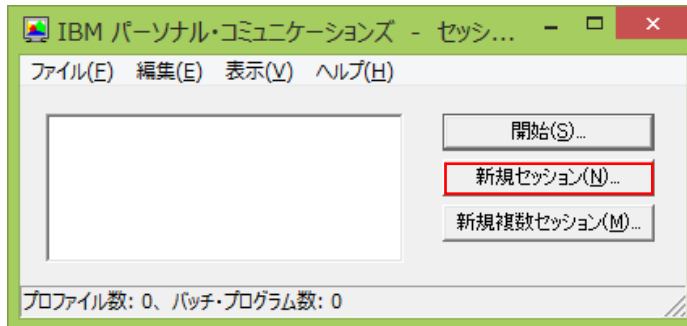 IBM パーソナル・コミュニケーションズ - セッシ...
ファイル(F) 編集(E) 表示(V) ヘルプ(H)
開始(S)...
新規セッション(N)...
新規複数セッション(M)...
プロファイル数: 0、バッチ・プログラム数: 0